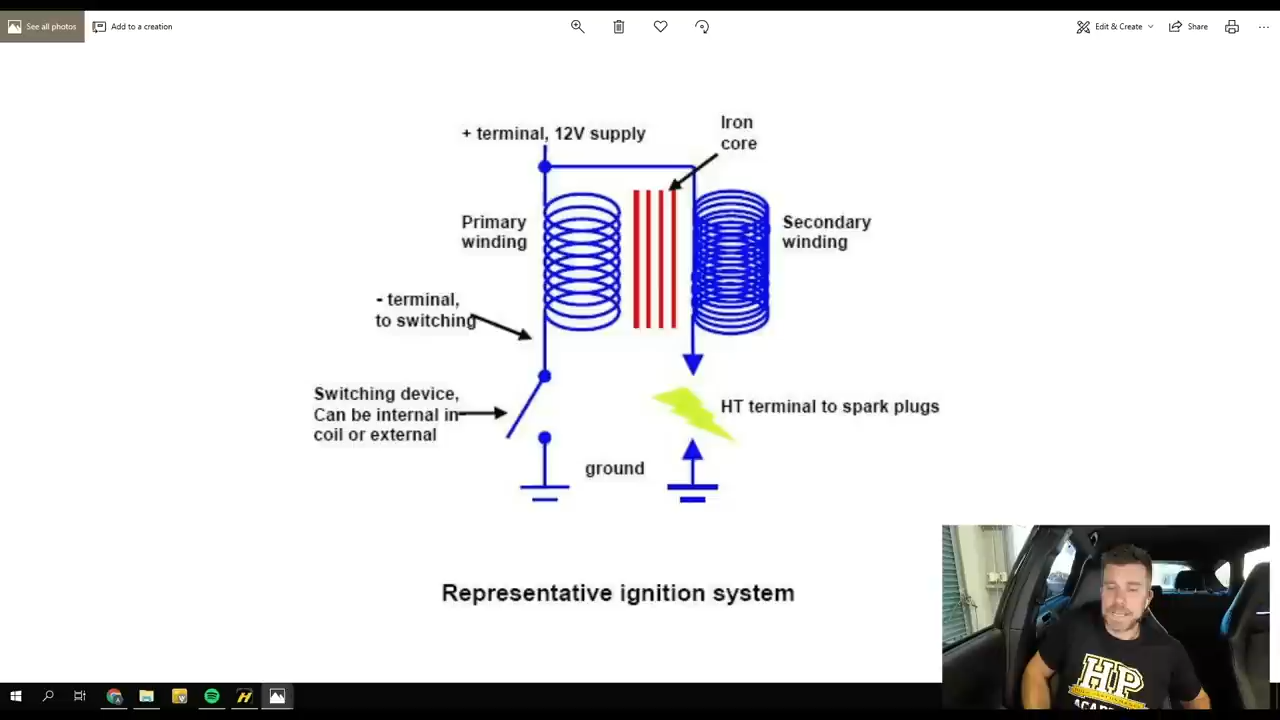 See all photos
Add to a creation
Edit & Create
Share
+ terminal, 12V supply
Iron
core
Primary
winding
Secondary
winding
- terminal,
to switching
Switching device,
Can be internal in
coil or external
HT terminal to spark plugs
ground
Representative ignition system
HP
ACADEMY